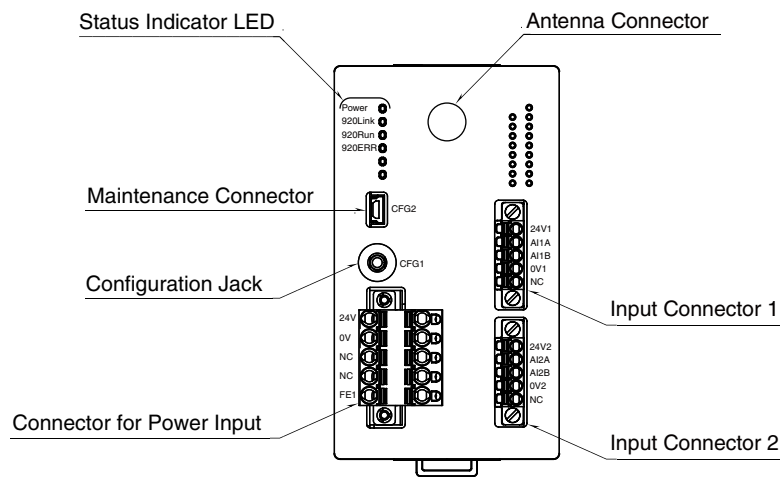 Status Indicator LED
Antenna Connector
Power
920Link
920Run
920ERR
Maintenance Connector
CFG2
Configuration Jack
CFG1
24V
0V
NC
NC
FE1
Connector for Power Input
24V1
AI1A
AI1B
0V1
NC
Input Connector 1
24V2
AI2A
AI2B
0V2
NC
Input Connector 2